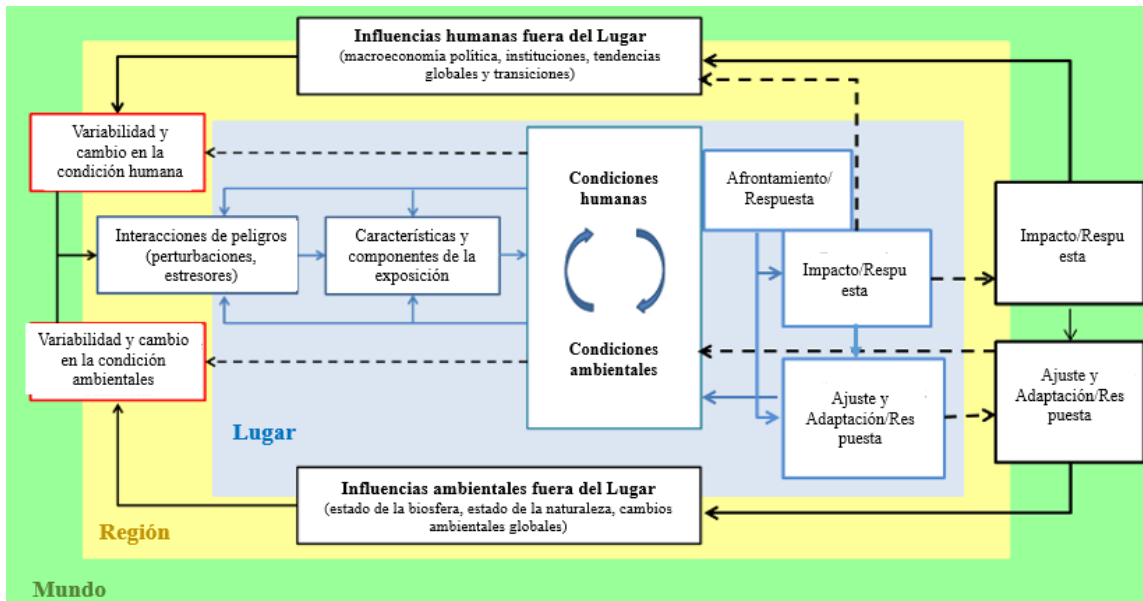 Influencias humanas fuera del Lugar
(macroeconomía política, instituciones, tendencias
globales y transiciones)
Variabilidad y
cambio en la
condición humana
Condiciones
humanas
Afrontamiento/
Respuesta
Impacto/Respu
esta
Interacciones de peligros
(perturbaciones,
estresores)
Características y
componentes de la
exposición
Impacto/Respu
esta
Variabilidad y cambio
en la condición
ambientales
Condiciones
ambientales
Ajuste y
Adaptación/Res
puesta
Ajuste y
Adaptación/Res
puesta
Lugar
Influencias ambientales fuera del Lugar
(estado de la biosfera, estado de la naturaleza, cambios
ambientales globales)
Región
Mundo